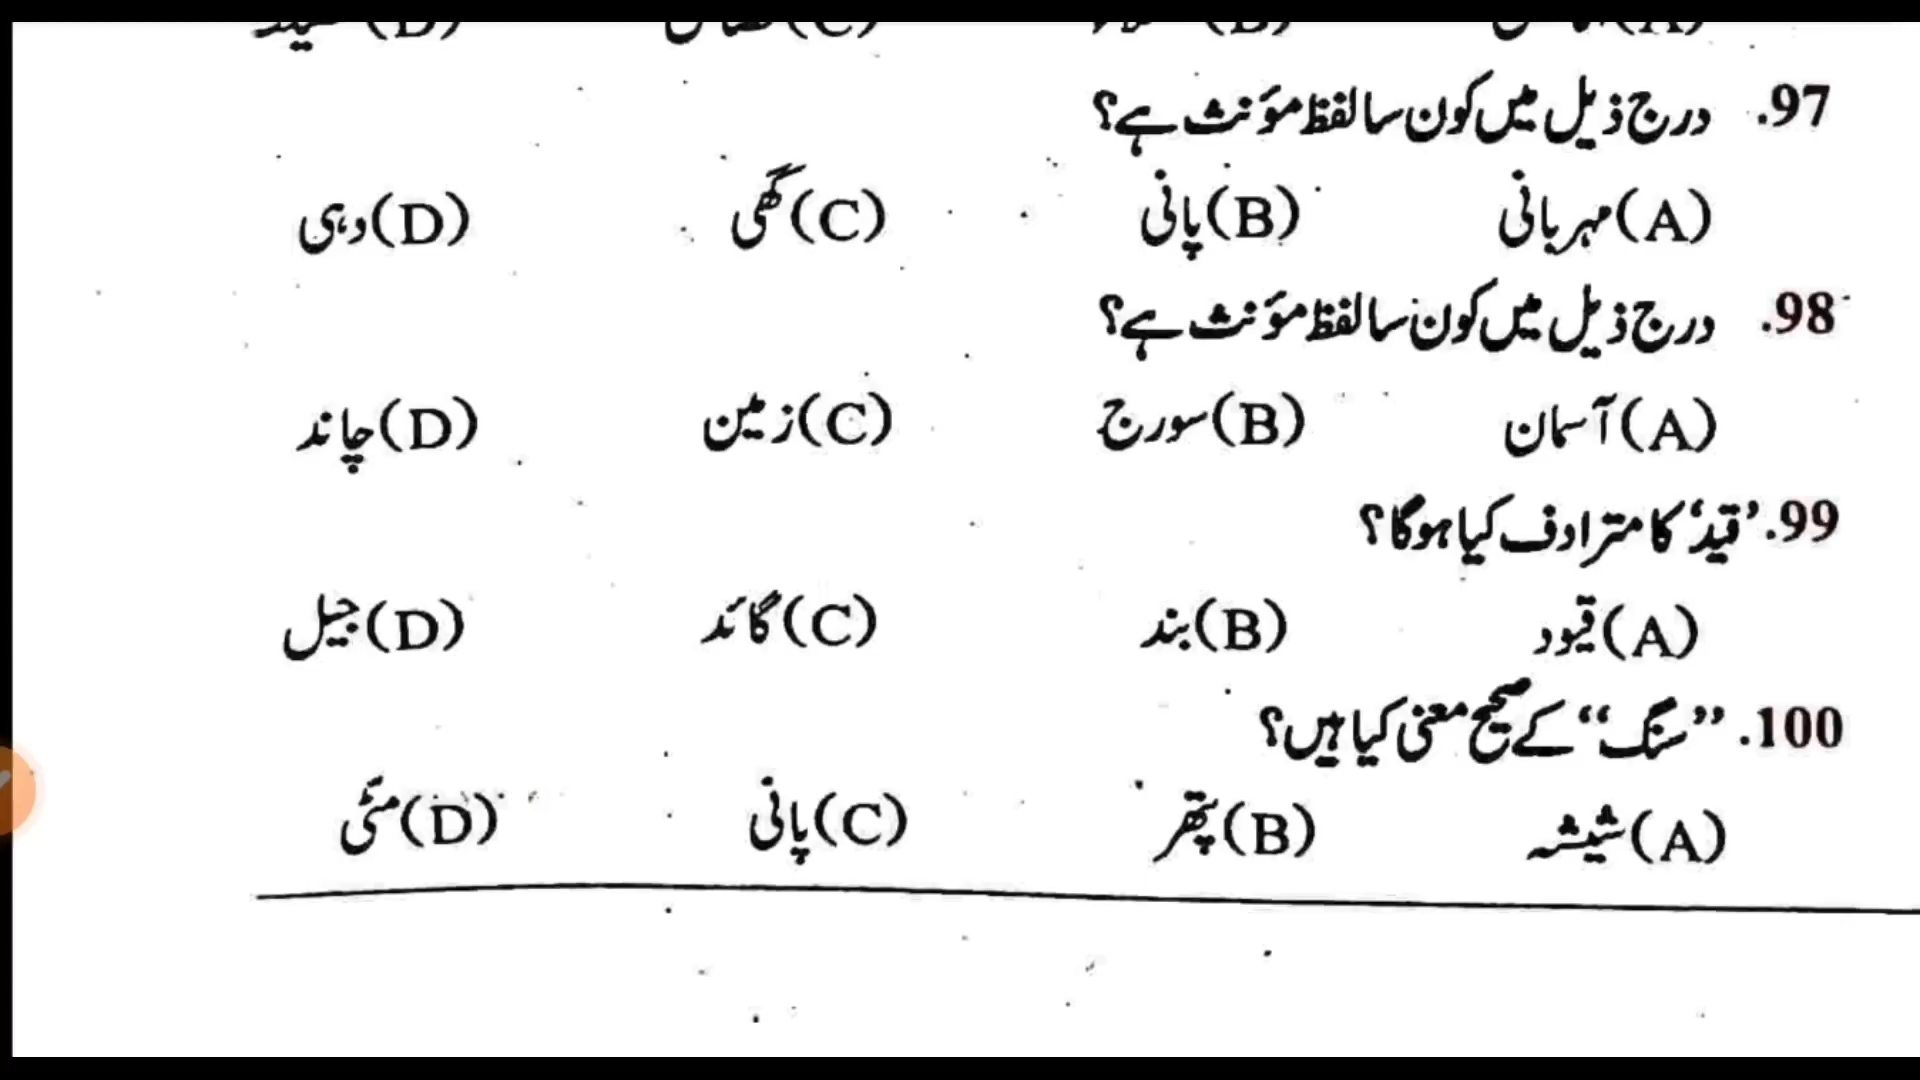 97. درج ذیل میں کون سا لفظ مؤنث ہے؟
(A) مہربانی (B) پانی (C) گھی (D) دہی
98. درج ذیل میں کون سا لفظ مؤنث ہے؟
(A) آسمان (B) سورج (C) زمین (D) چاند
99. ’قید‘ کا مترادف کیا ہوگا؟
(A) قیود (B) بند (C) گائد (D) جیل
100. ”سنگ“ کے صحیح معنی کیا ہیں؟
(A) شیشہ (B) پتھر (C) پانی (D) مٹی